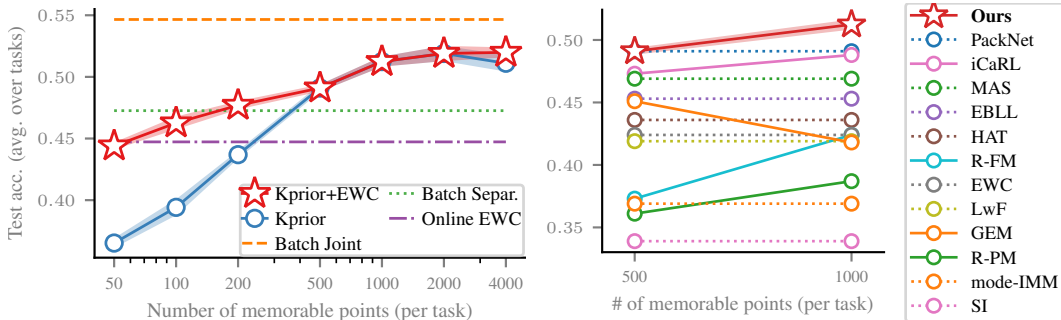 Test acc. (avg. over tasks)
0.55
0.50
0.45
0.40
Kprior+EWC
Kprior
Batch Joint
Batch Separ.
Online EWC
50
100
200
500
1000
2000
4000
Number of memorable points (per task)
0.50
0.45
0.40
0.35
500
1000
# of memorable points (per task)
Ours
PackNet
iCaRL
MAS
EBLL
HAT
R-FM
EWC
LwF
GEM
R-PM
mode-IMM
SI